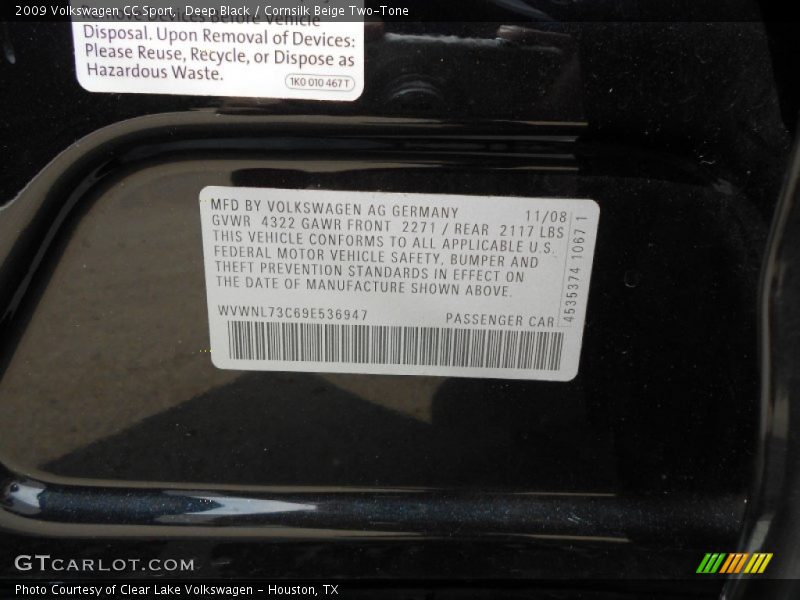 2009 Volkswagen CC Sport, Deep Black / Cornsilk Beige Two-Tone
Remove Devices Before Vehicle
Disposal. Upon Removal of Devices:
Please Reuse, Recycle, or Dispose as
Hazardous Waste.
1K0 010 467 T
MFD BY VOLKSWAGEN AG GERMANY 11/08
GVWR 4322 GAWR FRONT 2271 / REAR 2117 LBS
THIS VEHICLE CONFORMS TO ALL APPLICABLE U.S.
FEDERAL MOTOR VEHICLE SAFETY, BUMPER AND
THEFT PREVENTION STANDARDS IN EFFECT ON
THE DATE OF MANUFACTURE SHOWN ABOVE.
WVWNL73C69E536947 PASSENGER CAR
4535374 1067 1
GTCARLOT.COM
Photo Courtesy of Clear Lake Volkswagen - Houston, TX